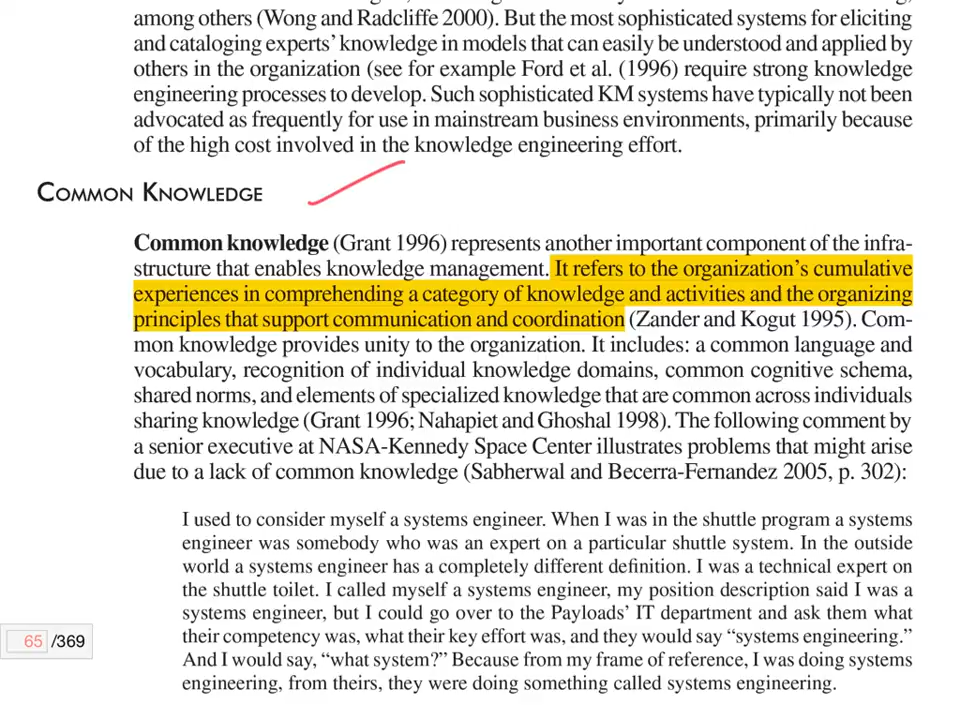 among others (Wong and Radcliffe 2000). But the most sophisticated systems for eliciting
and cataloging experts’ knowledge in models that can easily be understood and applied by
others in the organization (see for example Ford et al. (1996) require strong knowledge
engineering processes to develop. Such sophisticated KM systems have typically not been
advocated as frequently for use in mainstream business environments, primarily because
of the high cost involved in the knowledge engineering effort.
COMMON KNOWLEDGE
Common knowledge (Grant 1996) represents another important component of the infra-
structure that enables knowledge management. It refers to the organization’s cumulative
experiences in comprehending a category of knowledge and activities and the organizing
principles that support communication and coordination (Zander and Kogut 1995). Com-
mon knowledge provides unity to the organization. It includes: a common language and
vocabulary, recognition of individual knowledge domains, common cognitive schema,
shared norms, and elements of specialized knowledge that are common across individuals
sharing knowledge (Grant 1996; Nahapiet and Ghoshal 1998). The following comment by
a senior executive at NASA-Kennedy Space Center illustrates problems that might arise
due to a lack of common knowledge (Sabherwal and Becerra-Fernandez 2005, p. 302):
I used to consider myself a systems engineer. When I was in the shuttle program a systems
engineer was somebody who was an expert on a particular shuttle system. In the outside
world a systems engineer has a completely different definition. I was a technical expert on
the shuttle toilet. I called myself a systems engineer, my position description said I was a
systems engineer, but I could go over to the Payloads’ IT department and ask them what
their competency was, what their key effort was, and they would say “systems engineering.”
And I would say, “what system?” Because from my frame of reference, I was doing systems
engineering, from theirs, they were doing something called systems engineering.
65 /369